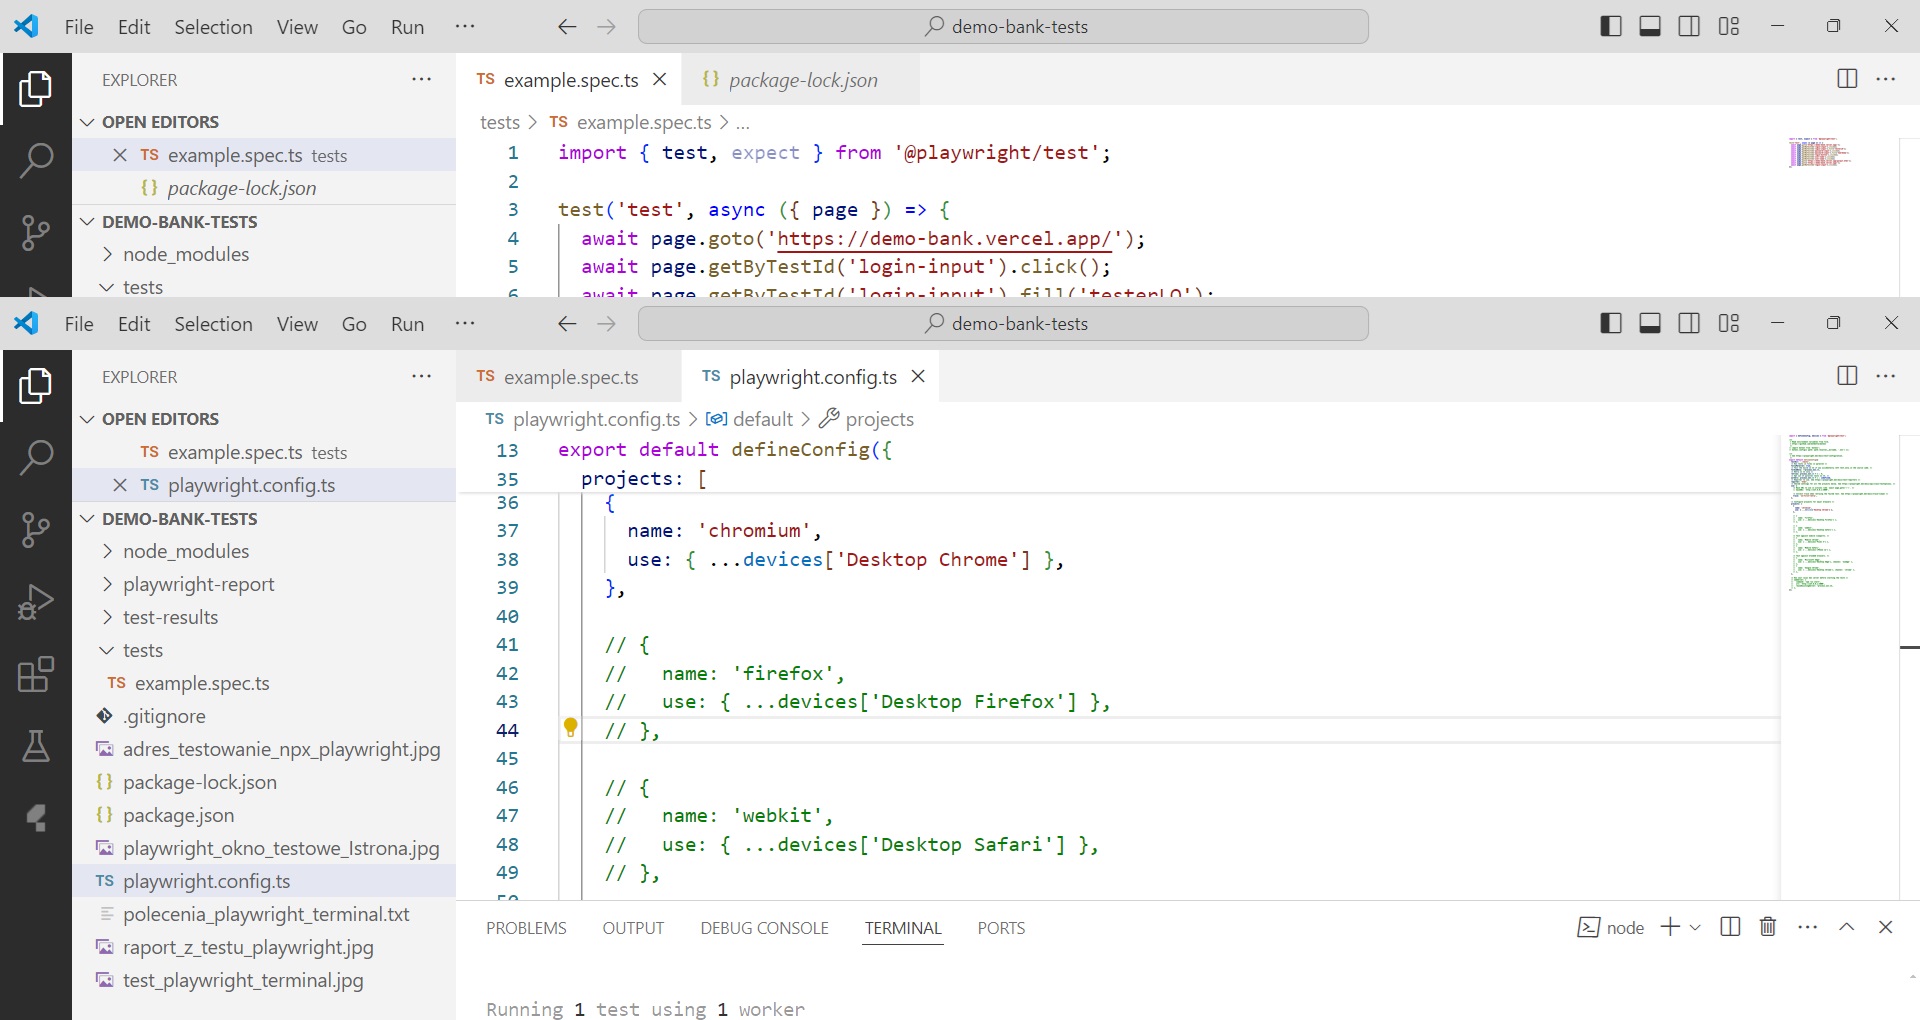 File Edit Selection View Go Run ··· demo-bank-tests
EXPLORER ···
OPEN EDITORS
TS example.spec.ts tests
{} package-lock.json
DEMO-BANK-TESTS
node_modules
tests
TS example.spec.ts {} package-lock.json ···
tests > TS example.spec.ts > ...
1 import { test, expect } from '@playwright/test';
2
3 test('test', async ({ page }) => {
4 await page.goto('https://demo-bank.vercel.app/');
5 await page.getByTestId('login-input').click();
6 await page.getByTestId('login-input').fill('testerLO');
File Edit Selection View Go Run ··· demo-bank-tests
EXPLORER ···
OPEN EDITORS
TS example.spec.ts tests
TS playwright.config.ts
DEMO-BANK-TESTS
node_modules
playwright-report
test-results
tests
TS example.spec.ts
.gitignore
adres_testowanie_npx_playwright.jpg
{} package-lock.json
{} package.json
playwright_okno_testowe_Istrona.jpg
TS playwright.config.ts
polecenia_playwright_terminal.txt
raport_z_testu_playwright.jpg
test_playwright_terminal.jpg
TS example.spec.ts TS playwright.config.ts ···
TS playwright.config.ts > default > projects
13 export default defineConfig({
35 projects: [
36 {
37 name: 'chromium',
38 use: { ...devices['Desktop Chrome'] },
39 },
40
41 // {
42 // name: 'firefox',
43 // use: { ...devices['Desktop Firefox'] },
44 // },
45
46 // {
47 // name: 'webkit',
48 // use: { ...devices['Desktop Safari'] },
49 // },
50
PROBLEMS OUTPUT DEBUG CONSOLE TERMINAL PORTS node ···
Running 1 test using 1 worker